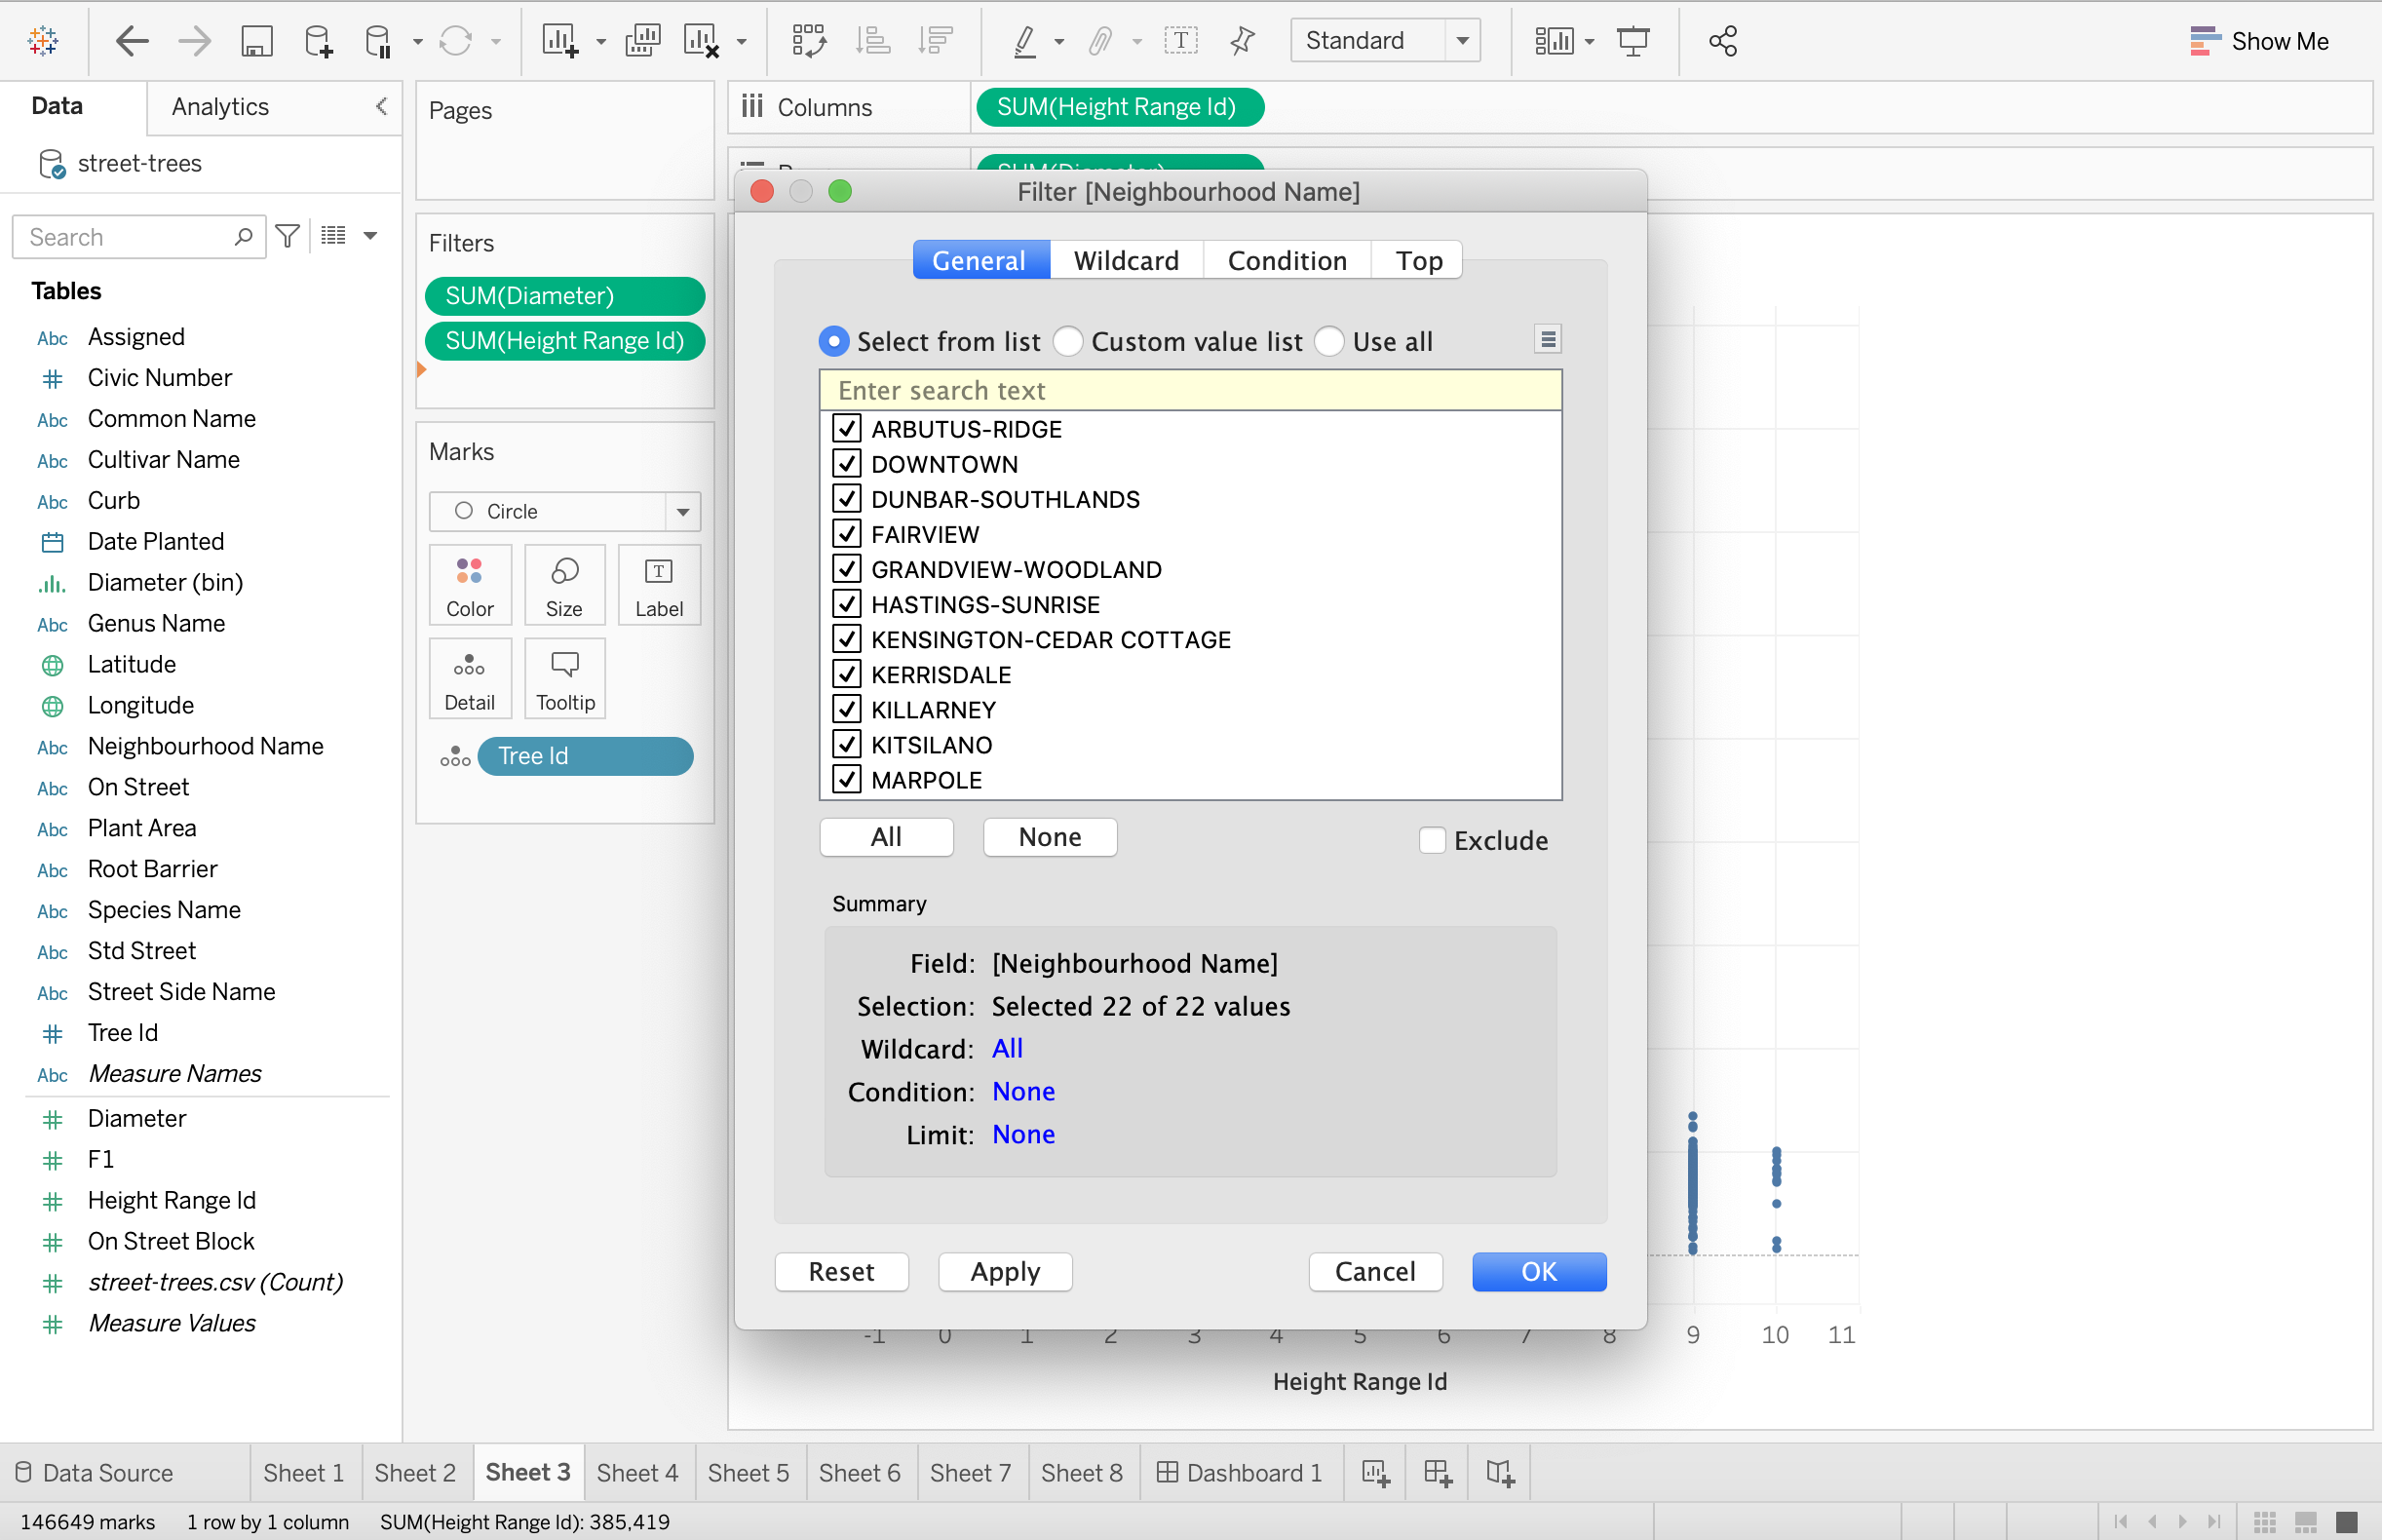 Standard
Show Me
Data
Analytics
street-trees
Search
Tables
Abc Assigned
Civic Number
Abc Common Name
Abc Cultivar Name
Abc Curb
Date Planted
Diameter (bin)
Abc Genus Name
Latitude
Longitude
Abc Neighbourhood Name
Abc On Street
Abc Plant Area
Abc Root Barrier
Abc Species Name
Abc Std Street
Abc Street Side Name
Tree Id
Abc Measure Names
Diameter
F1
Height Range Id
On Street Block
street-trees.csv (Count)
Measure Values
Pages
Filters
SUM(Diameter)
SUM(Height Range Id)
Marks
Circle
Color
Size
T
Label
Detail
Tooltip
Tree Id
Columns
SUM(Height Range Id)
SUM(Diameter)
Filter [Neighbourhood Name]
General
Wildcard
Condition
Top
Select from list
Custom value list
Use all
Enter search text
ARBUTUS-RIDGE
DOWNTOWN
DUNBAR-SOUTHLANDS
FAIRVIEW
GRANDVIEW-WOODLAND
HASTINGS-SUNRISE
KENSINGTON-CEDAR COTTAGE
KERRISDALE
KILLARNEY
KITSILANO
MARPOLE
All
None
Exclude
Summary
Field: [Neighbourhood Name]
Selection: Selected 22 of 22 values
Wildcard: All
Condition: None
Limit: None
Reset
Apply
Cancel
OK
-1 0 1 2 3 4 5 6 7 8 9 10 11
Height Range Id
Data Source
Sheet 1
Sheet 2
Sheet 3
Sheet 4
Sheet 5
Sheet 6
Sheet 7
Sheet 8
Dashboard 1
146649 marks
1 row by 1 column
SUM(Height Range Id): 385,419